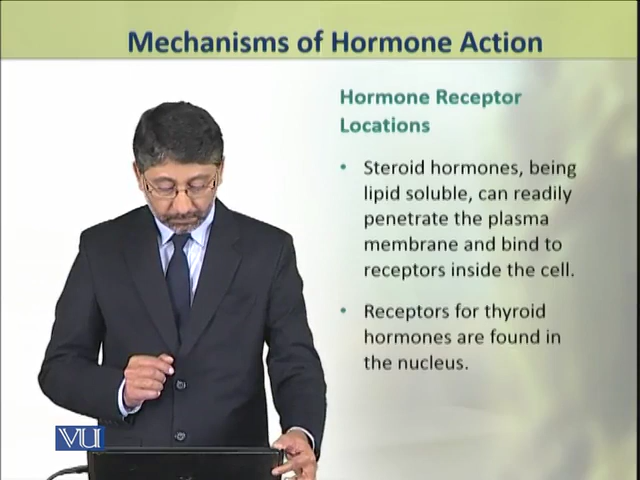 Mechanisms of Hormone Action
Hormone Receptor
Locations
• Steroid hormones, being
lipid soluble, can readily
penetrate the plasma
membrane and bind to
receptors inside the cell.
• Receptors for thyroid
hormones are found in
the nucleus.
VU